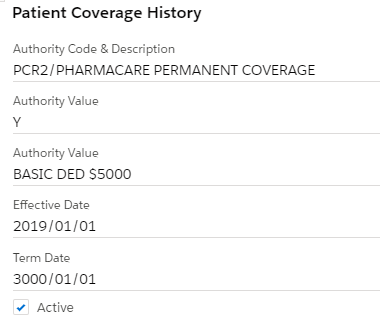 Patient Coverage History
Authority Code & Description
PCR2/PHARMACARE PERMANENT COVERAGE
Authority Value
Y
Authority Value
BASIC DED $5000
Effective Date
2019/01/01
Term Date
3000/01/01
Active